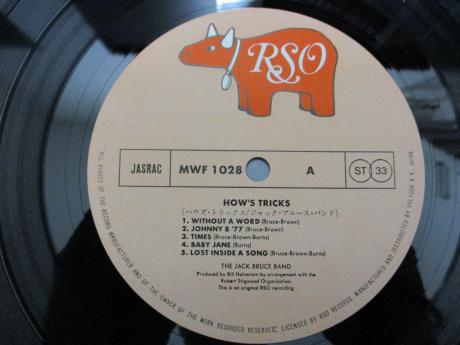 RSO
JASRAC
MWF 1028
A
ST 33
HOW'S TRICKS
(ハウズ・トリックス/ジャック・ブルース・バンド)
1. WITHOUT A WORD (Bruce-Brown)
2. JOHNNY B '77 (Bruce-Brown)
3. TIMES (Bruce-Brown-Burns)
4. BABY JANE (Burns)
5. LOST INSIDE A SONG (Bruce-Brown-Burns)
THE JACK BRUCE BAND
Produced by Bill Halverson by arrangement with the
Robert Stigwood Organisation.
This is an original RSO recording
"ALL RIGHTS OF THE RECORD MANUFACTURER AND OF THE OWNER OF THE WORK RECORDED RESERVED". LICENSED BY RSO RECORDS, MANUFACTURED AND DISTRIBUTED BY POLYDOR K.K. JAPAN